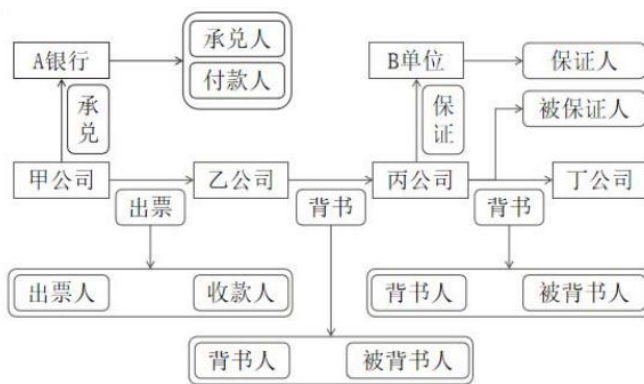 承兑人
A银行
B单位
保证人
付款人
承兑
保证
被保证人
甲公司
乙公司
丙公司
丁公司
出票
背书
背书
出票人
收款人
背书人
被背书人
背书人
被背书人